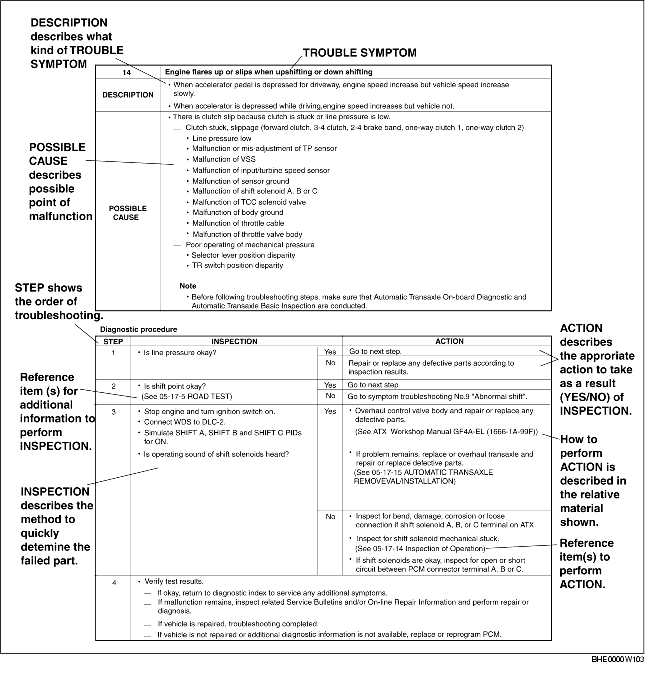 DESCRIPTION
describes what
kind of TROUBLE
SYMPTOM
TROUBLE SYMPTOM
14
Engine flares up or slips when upshifting or down shifting
DESCRIPTION
• When accelerator pedal is depressed for driveway, engine speed increase but vehicle speed increase
slowly.
• When accelerator is depressed while driving,engine speed increases but vehicle not.
POSSIBLE
CAUSE
describes
possible
point of
malfunction
POSSIBLE
CAUSE
• There is clutch slip because clutch is stuck or line pressure is low.
— Clutch stuck, slippage (forward clutch, 3-4 clutch, 2-4 brake band, one-way clutch 1, one-way clutch 2)
• Line pressure low
• Malfunction or mis-adjustment of TP sensor
• Malfunction of VSS
• Malfunction of input/turbine speed sensor
• Malfunction of sensor ground
• Malfunction of shift solenoid A, B or C
• Malfunction of TCC solenoid valve
• Malfunction of body ground
• Malfunction of throttle cable
• Malfunction of throttle valve body
— Poor operating of mechanical pressure
• Selector lever position disparity
• TR switch position disparity
Note
• Before following troubleshooting steps, make sure that Automatic Transaxle On-board Diagnostic and
Automatic Transaxle Basic Inspection are conducted.
STEP shows
the order of
troubleshooting.
Diagnostic procedure
STEP INSPECTION ACTION
1
• Is line pressure okay?
Yes Go to next step.
No Repair or replace any defective parts according to
inspection results.
2
• Is shift point okay?
(See 05-17-5 ROAD TEST)
Yes Go to next step
No Go to symptom troubleshooting No.9 "Abnormal shift".
3
• Stop engine and turn ignition switch on.
• Connect WDS to DLC-2.
• Simulate SHIFT A, SHIFT B and SHIFT C PIDs
for ON.
• Is operating sound of shift solenoids heard?
Yes
• Overhaul control valve body and repair or replace any
defective parts.
(See ATX Workshop Manual GF4A-EL (1666-1A-99F))
• If problem remains, replace or overhaul transaxle and
repair or replace defective parts.
(See 05-17-15 AUTOMATIC TRANSAXLE
REMOVEVAL/INSTALLATION)
No
• Inspect for bend, damage, corrosion or loose
connection if shift solenoid A, B, or C terminal on ATX.
• Inspect for shift solenoid mechanical stuck.
(See 05-17-14 Inspection of Operation)
• If shift solenoids are okay, inspect for open or short
circuit between PCM connector terminal A, B or C.
4
• Verify test results.
— If okay, return to diagnostic index to service any additional symptoms.
— If malfunction remains, inspect related Service Bulletins and/or On-line Repair Information and perform repair or
diagnosis.
— If vehicle is repaired, troubleshooting completed.
— If vehicle is not repaired or additional diagnostic information is not available, replace or reprogram PCM.
Reference
item (s) for
additional
information to
perform
INSPECTION.
INSPECTION
describes the
method to
quickly
detemine the
failed part.
ACTION
describes
the approriate
action to take
as a result
(YES/NO) of
INSPECTION.
How to
perform
ACTION is
described in
the relative
material
shown.
Reference
item(s) to
perform
ACTION.
BHE0000W103